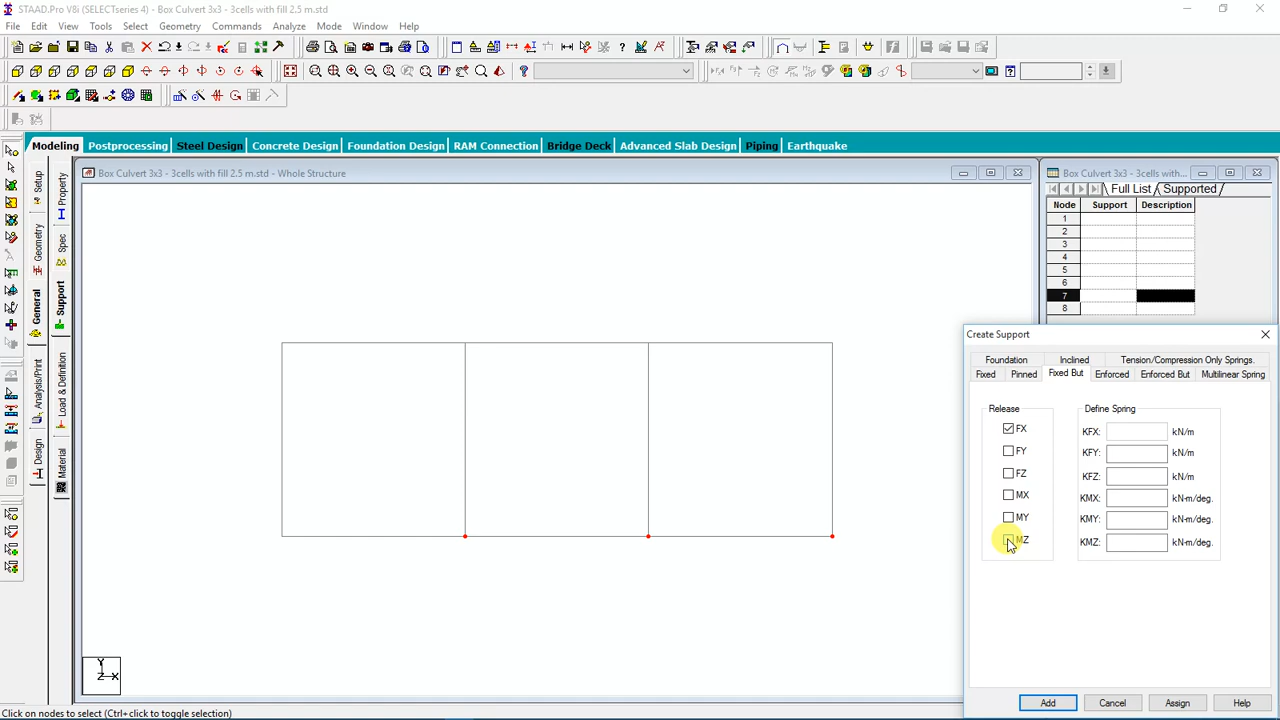 STAAD.Pro V8i (SELECTseries 4) - Box Culvert 3x3 - 3cells with fill 2.5 m.std
File Edit View Tools Select Geometry Commands Analyze Mode Window Help
Modeling Postprocessing Steel Design Concrete Design Foundation Design RAM Connection Bridge Deck Advanced Slab Design Piping Earthquake
Setup
Geometry
General
Analysis/Print
Design
Property
Spec
Support
Load & Definition
Material
Box Culvert 3x3 - 3cells with fill 2.5 m.std - Whole Structure
Box Culvert 3x3 - 3cells with...
Full List Supported
Node Support Description
1
2
3
4
5
6
7
8
Create Support
Foundation Inclined Tension/Compression Only Springs.
Fixed Pinned Fixed But Enforced Enforced But Multilinear Spring
Release Define Spring
FX KFX: kN/m
FY KFY: kN/m
FZ KFZ: kN/m
MX KMX: kN-m/deg.
MY KMY: kN-m/deg.
MZ KMZ: kN-m/deg.
Add Cancel Assign Help
Y
Z X
Click on nodes to select (Ctrl+click to toggle selection)